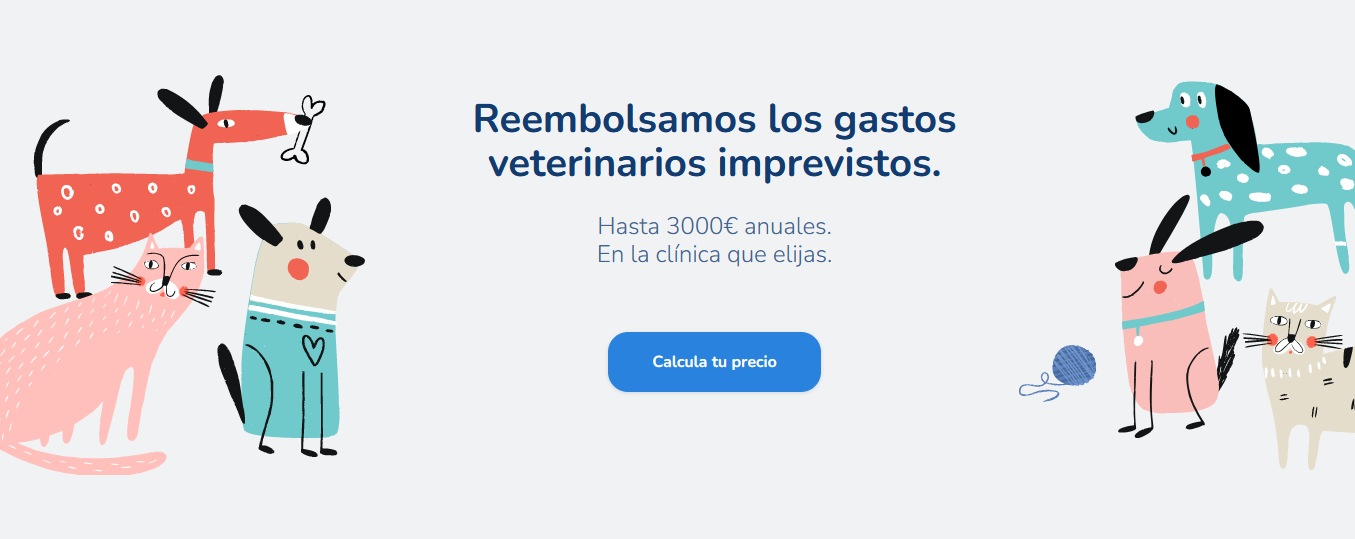 Reembolsamos los gastos
veterinarios imprevistos.
Hasta 3000€ anuales.
En la clínica que elijas.
Calcula tu precio